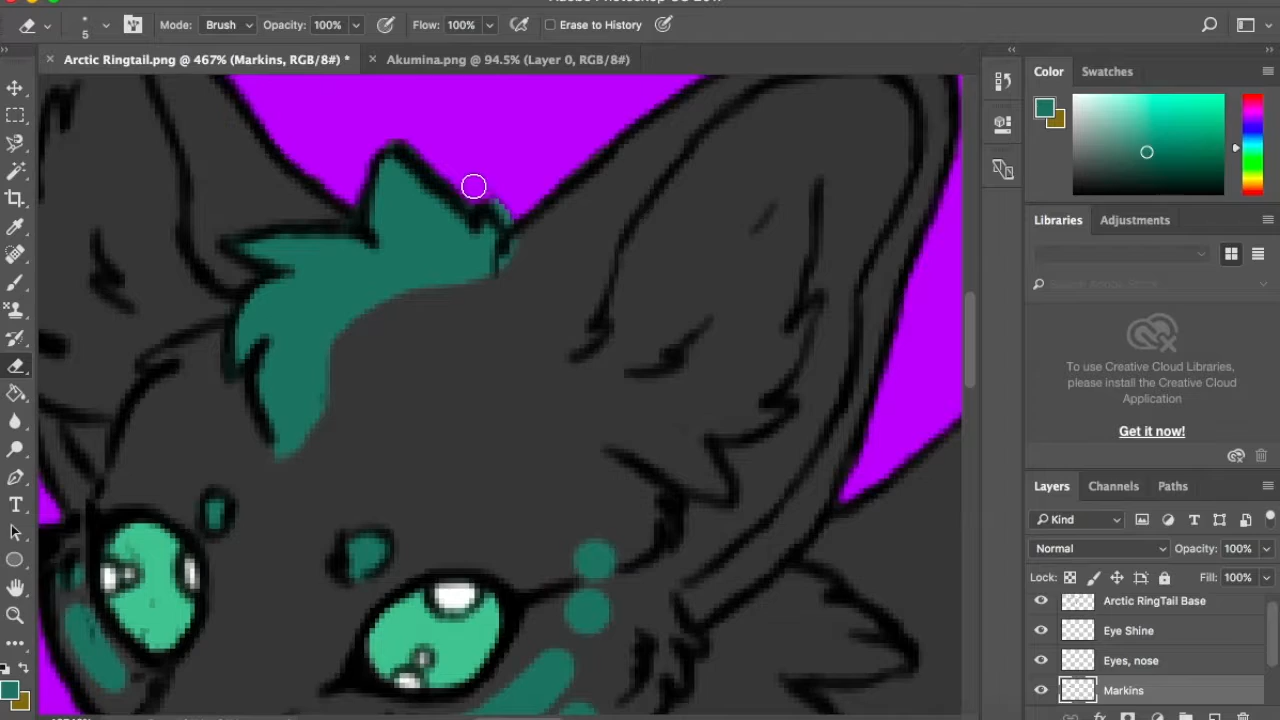 Mode: Brush Opacity: 100% Flow: 100% Erase to History
5
Arctic Ringtail.png @ 467% (Markins, RGB/8#) *
Akumina.png @ 94.5% (Layer 0, RGB/8#)
Color Swatches
Libraries Adjustments
To use Creative Cloud Libraries,
please install the Creative Cloud
Application
Get it now!
Layers Channels Paths
Kind
Normal Opacity: 100%
Lock: Fill: 100%
Arctic RingTail Base
Eye Shine
Eyes, nose
Markins